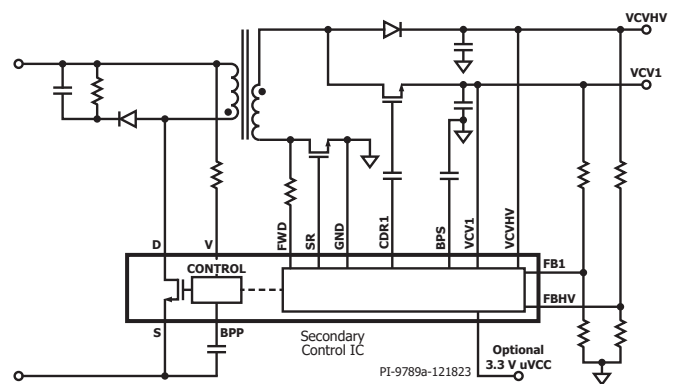 VCVHV
VCV1
FWD
SR
GND
CDR1
BPS
VCV1
VCVHV
D
V
CONTROL
FB1
FBHV
S
BPP
Secondary
Control IC
PI-9789a-121823
Optional
3.3 V uVCC